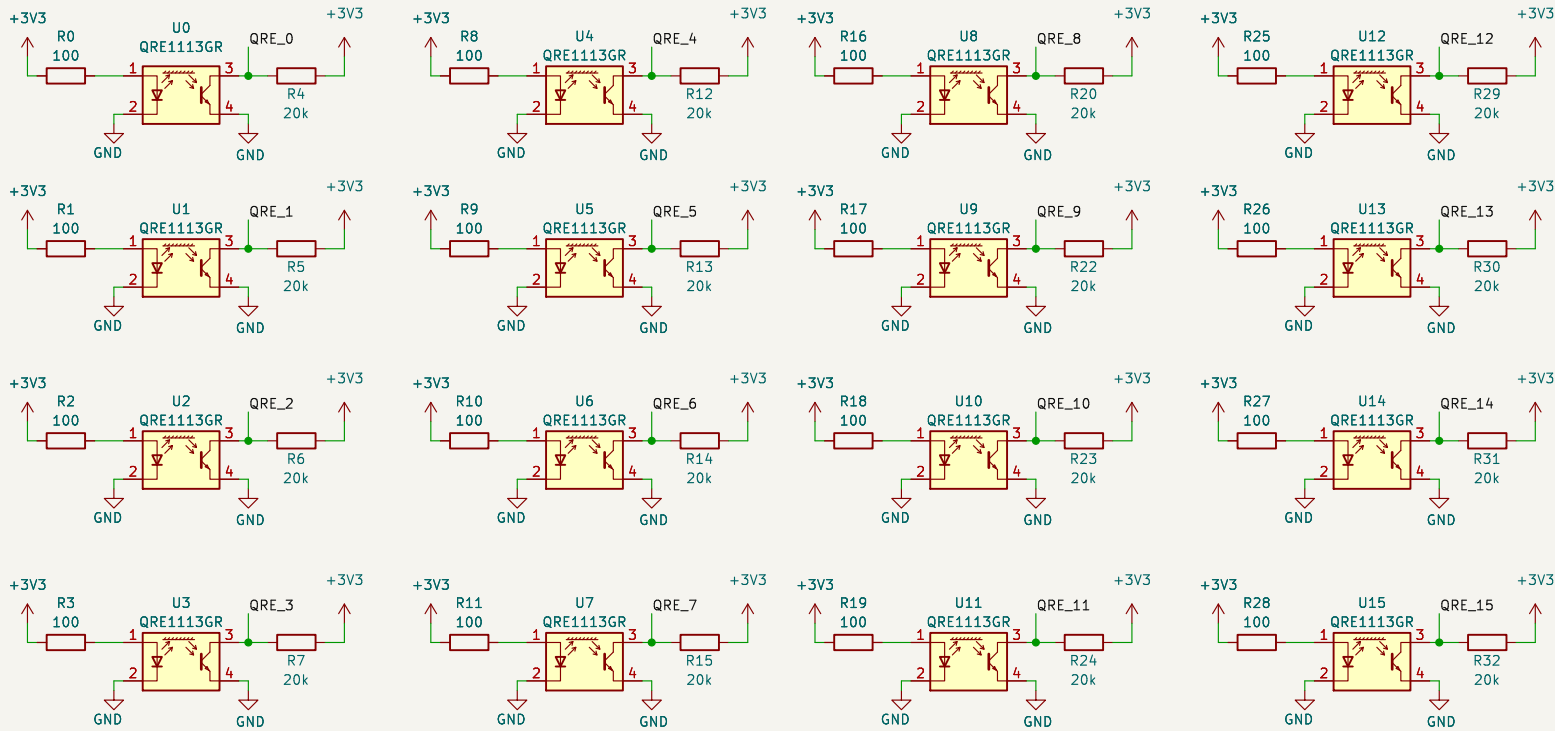 +3V3 R0 100 U0 QRE1113GR 1 2 3 4 QRE_0 R4 20k +3V3 GND GND
+3V3 R8 100 U4 QRE1113GR 1 2 3 4 QRE_4 R12 20k +3V3 GND GND
+3V3 R16 100 U8 QRE1113GR 1 2 3 4 QRE_8 R20 20k +3V3 GND GND
+3V3 R25 100 U12 QRE1113GR 1 2 3 4 QRE_12 R29 20k +3V3 GND GND
+3V3 R1 100 U1 QRE1113GR 1 2 3 4 QRE_1 R5 20k +3V3 GND GND
+3V3 R9 100 U5 QRE1113GR 1 2 3 4 QRE_5 R13 20k +3V3 GND GND
+3V3 R17 100 U9 QRE1113GR 1 2 3 4 QRE_9 R22 20k +3V3 GND GND
+3V3 R26 100 U13 QRE1113GR 1 2 3 4 QRE_13 R30 20k +3V3 GND GND
+3V3 R2 100 U2 QRE1113GR 1 2 3 4 QRE_2 R6 20k +3V3 GND GND
+3V3 R10 100 U6 QRE1113GR 1 2 3 4 QRE_6 R14 20k +3V3 GND GND
+3V3 R18 100 U10 QRE1113GR 1 2 3 4 QRE_10 R23 20k +3V3 GND GND
+3V3 R27 100 U14 QRE1113GR 1 2 3 4 QRE_14 R31 20k +3V3 GND GND
+3V3 R3 100 U3 QRE1113GR 1 2 3 4 QRE_3 R7 20k +3V3 GND GND
+3V3 R11 100 U7 QRE1113GR 1 2 3 4 QRE_7 R15 20k +3V3 GND GND
+3V3 R19 100 U11 QRE1113GR 1 2 3 4 QRE_11 R24 20k +3V3 GND GND
+3V3 R28 100 U15 QRE1113GR 1 2 3 4 QRE_15 R32 20k +3V3 GND GND